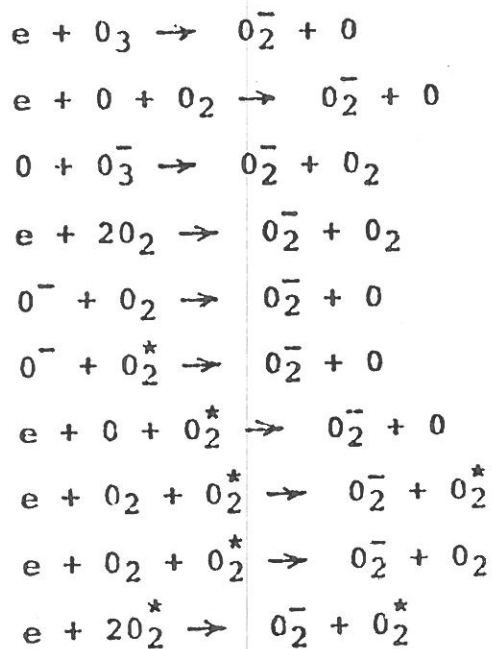 e + O₃ → O₂⁻ + O
e + O + O₂ → O₂⁻ + O
O + O₃⁻ → O₂⁻ + O₂
e + 2O₂ → O₂⁻ + O₂
O⁻ + O₂ → O₂⁻ + O
O⁻ + O₂* → O₂⁻ + O
e + O + O₂* → O₂⁻ + O
e + O₂ + O₂* → O₂⁻ + O₂*
e + O₂ + O₂* → O₂⁻ + O₂
e + 2O₂* → O₂⁻ + O₂*